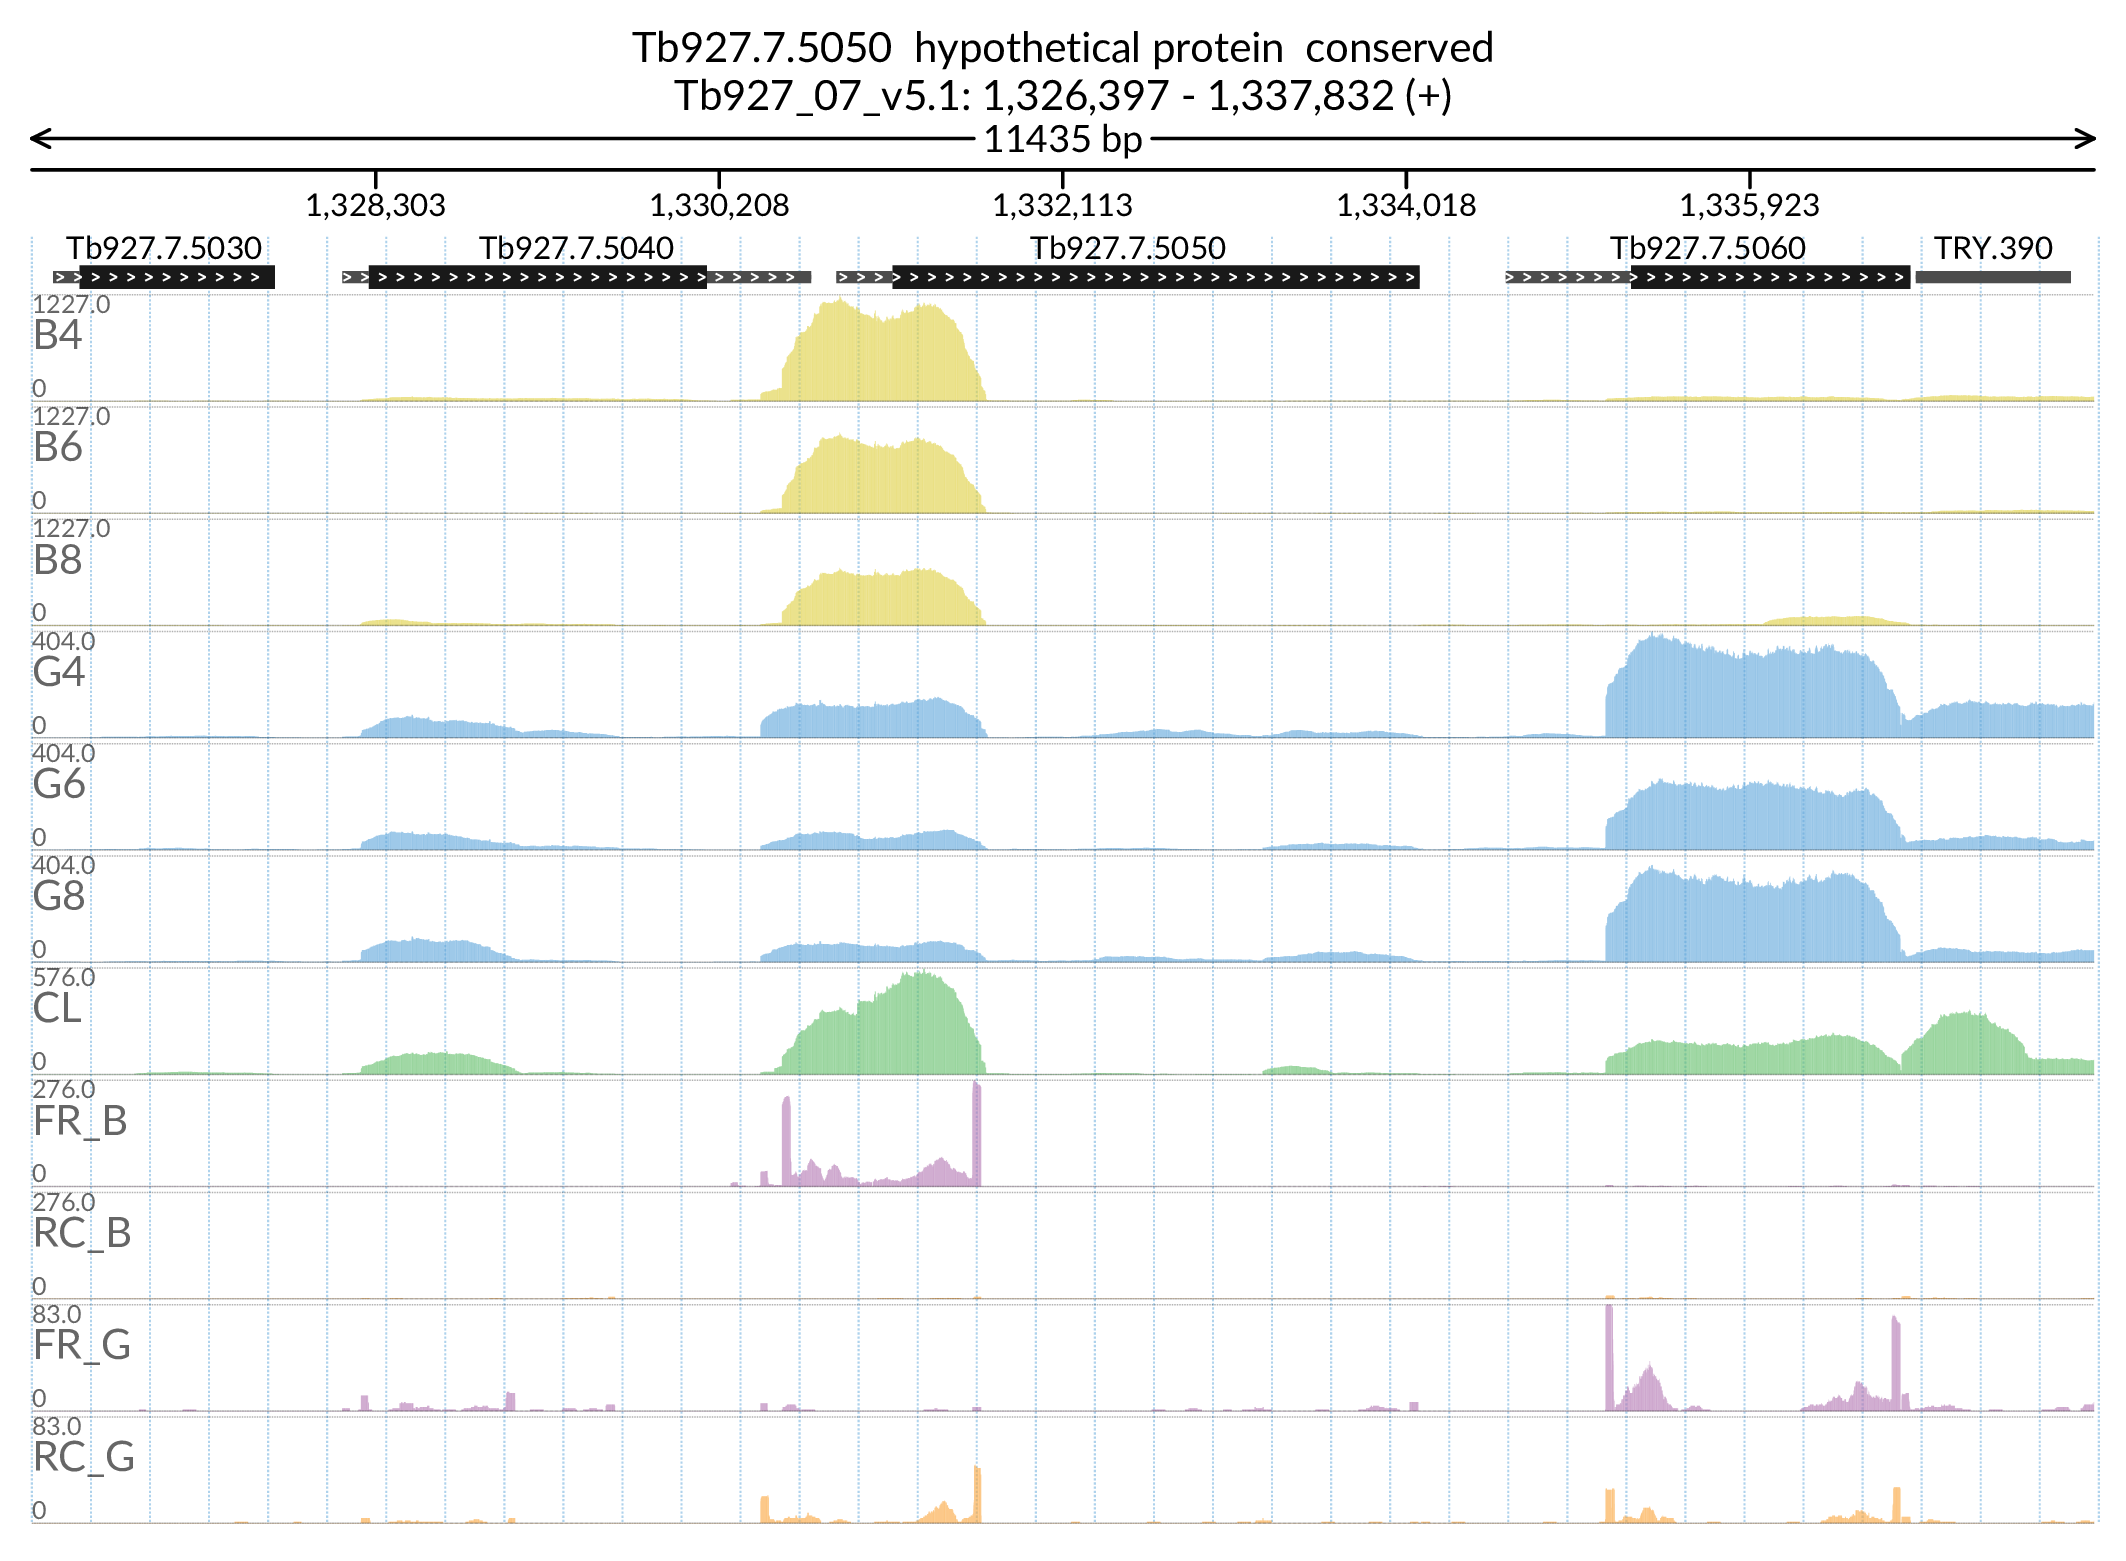 Tb927.7.5050 hypothetical protein conserved
Tb927_07_v5.1: 1,326,397 - 1,337,832 (+)
11435 bp
1,328,303 1,330,208 1,332,113 1,334,018 1,335,923
Tb927.7.5030 Tb927.7.5040 Tb927.7.5050 Tb927.7.5060 TRY.390
1227.0
B4
0
1227.0
B6
0
1227.0
B8
0
404.0
G4
0
404.0
G6
0
404.0
G8
0
576.0
CL
0
276.0
FR_B
0
276.0
RC_B
0
83.0
FR_G
0
83.0
RC_G
0